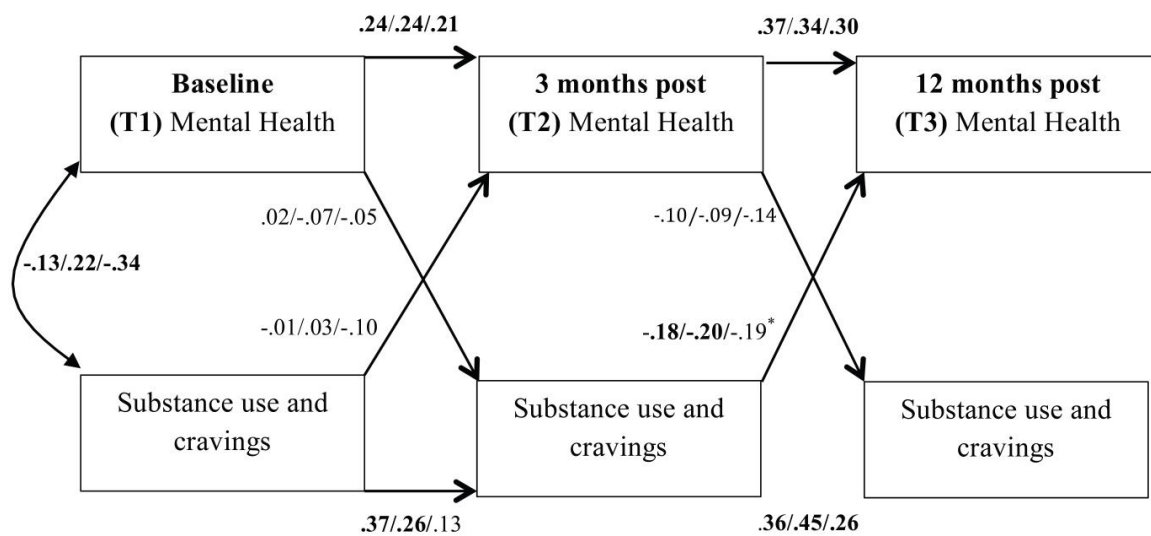 .24/.24/.21
.37/.34/.30
Baseline
(T1) Mental Health
3 months post
(T2) Mental Health
12 months post
(T3) Mental Health
.02/-.07/-.05
-.10/-.09/-.14
-.13/.22/-.34
-.01/.03/-.10
-.18/-.20/-.19*
Substance use and
cravings
Substance use and
cravings
Substance use and
cravings
.37/.26/.13
.36/.45/.26